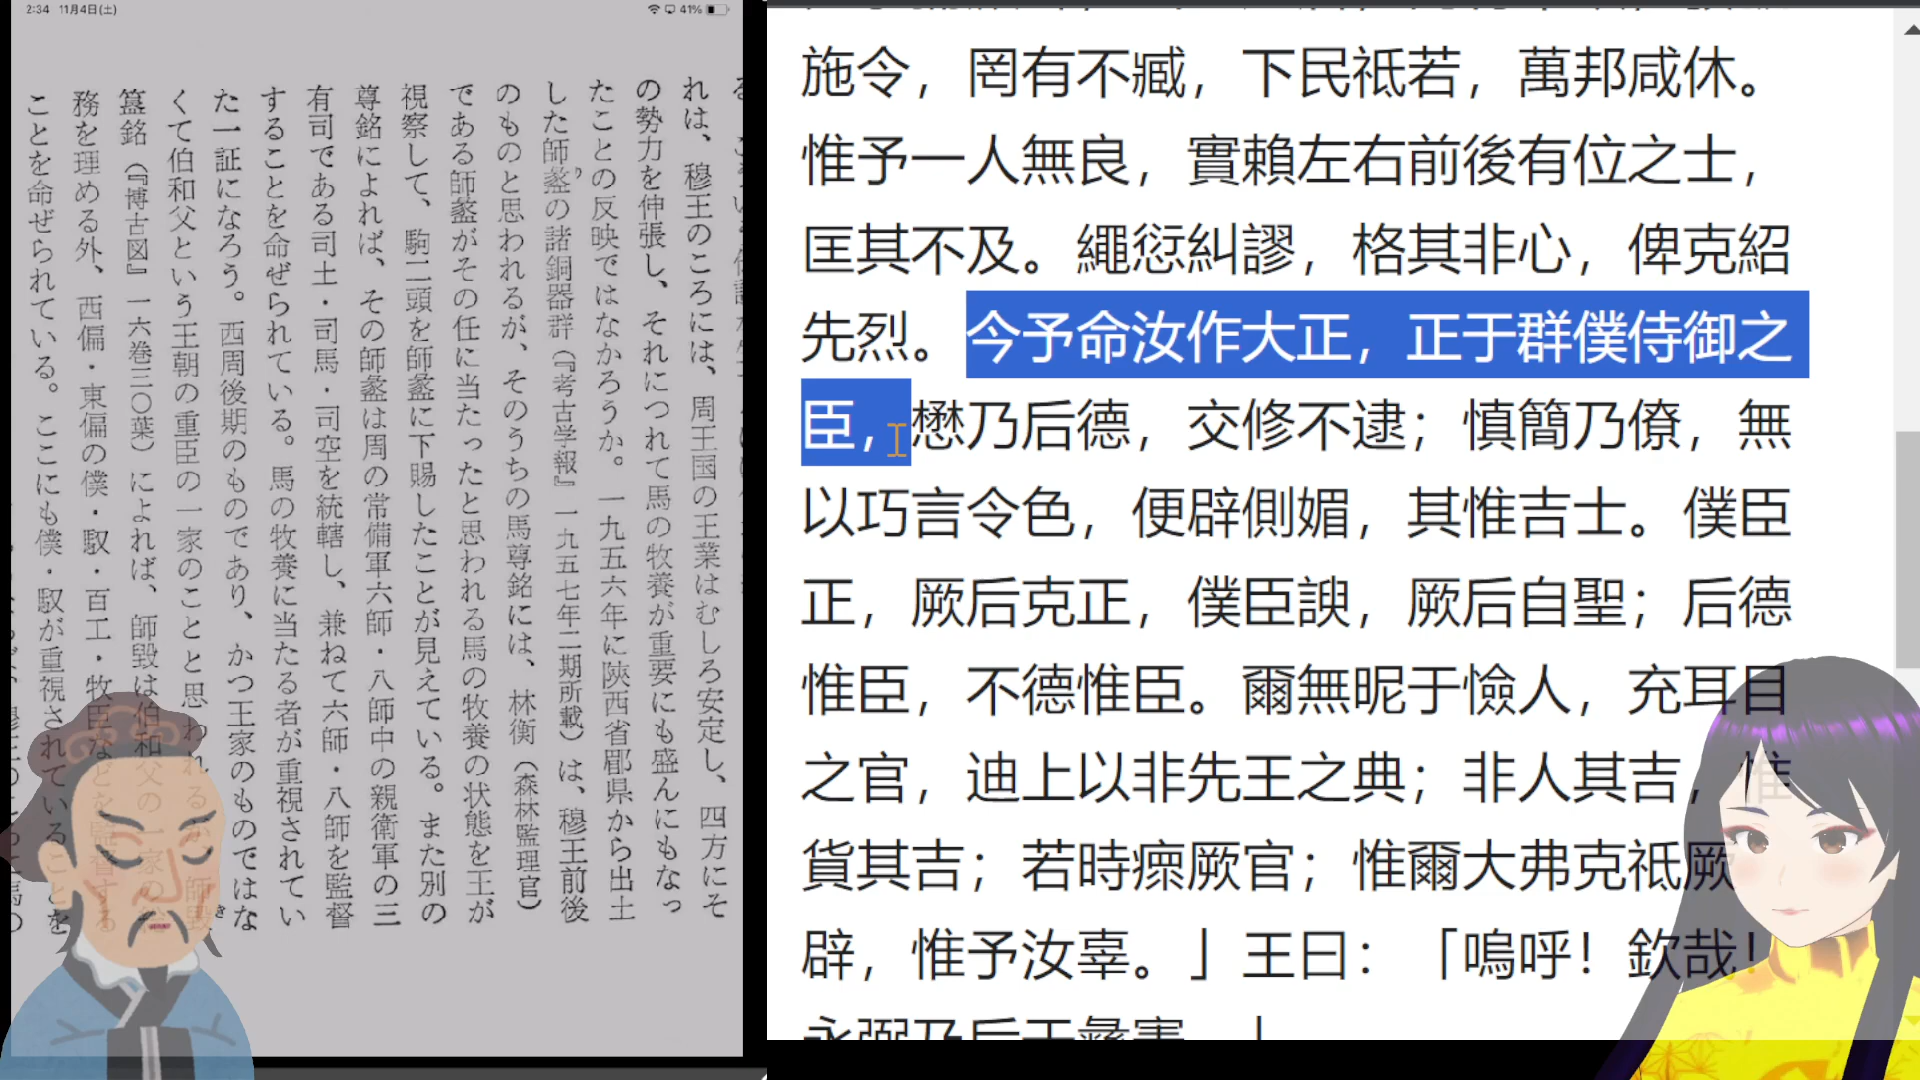 2:34 11月4日(土)
41%
れは、穆王のころには、周王国の王業はむしろ安定し、四方にそ
の勢力を伸張し、それにつれて馬の牧養が重要にも盛んにもなっ
たことの反映ではなかろうか。一九五六年に陝西省郿県から出土
した師盠の諸銅器群(『考古学報』一九五七年二期所載)は、穆王前後
のものと思われるが、そのうちの馬尊銘には、林衡(森林監理官)
である師盠がその任に当たったと思われる馬の牧養の状態を王が
視察して、駒二頭を師盠に下賜したことが見えている。また別の
尊銘によれば、その師盠は周の常備軍六師・八師中の親衛軍の三
有司である司土・司馬・司空を統轄し、兼ねて六師・八師を監督
することを命ぜられている。馬の牧養に当たる者が重視されてい
た一証になろう。西周後期のものであり、かつ王家のものではな
くて伯和父という王朝の重臣の一家のことと思われるが、師毀
簋銘(『博古図』一六巻三〇葉)によれば、師毀は伯和父の一家の
務を理める外、西偏・東偏の僕・馭・百工・牧臣などを監督する
ことを命ぜられている。ここにも僕・馭が重視されていることを
施令，罔有不臧，下民祗若，萬邦咸休。
惟予一人無良，實賴左右前後有位之士，
匡其不及。繩愆糾謬，格其非心，俾克紹
先烈。今予命汝作大正，正于群僕侍御之
臣，懋乃后德，交修不逮；慎簡乃僚，無
以巧言令色，便辟側媚，其惟吉士。僕臣
正，厥后克正，僕臣諛，厥后自聖；后德
惟臣，不德惟臣。爾無昵于憸人，充耳目
之官，迪上以非先王之典；非人其吉，惟
貨其吉；若時瘝厥官；惟爾大弗克祗厥
辟，惟予汝辜。」王曰：「嗚呼！欽哉！